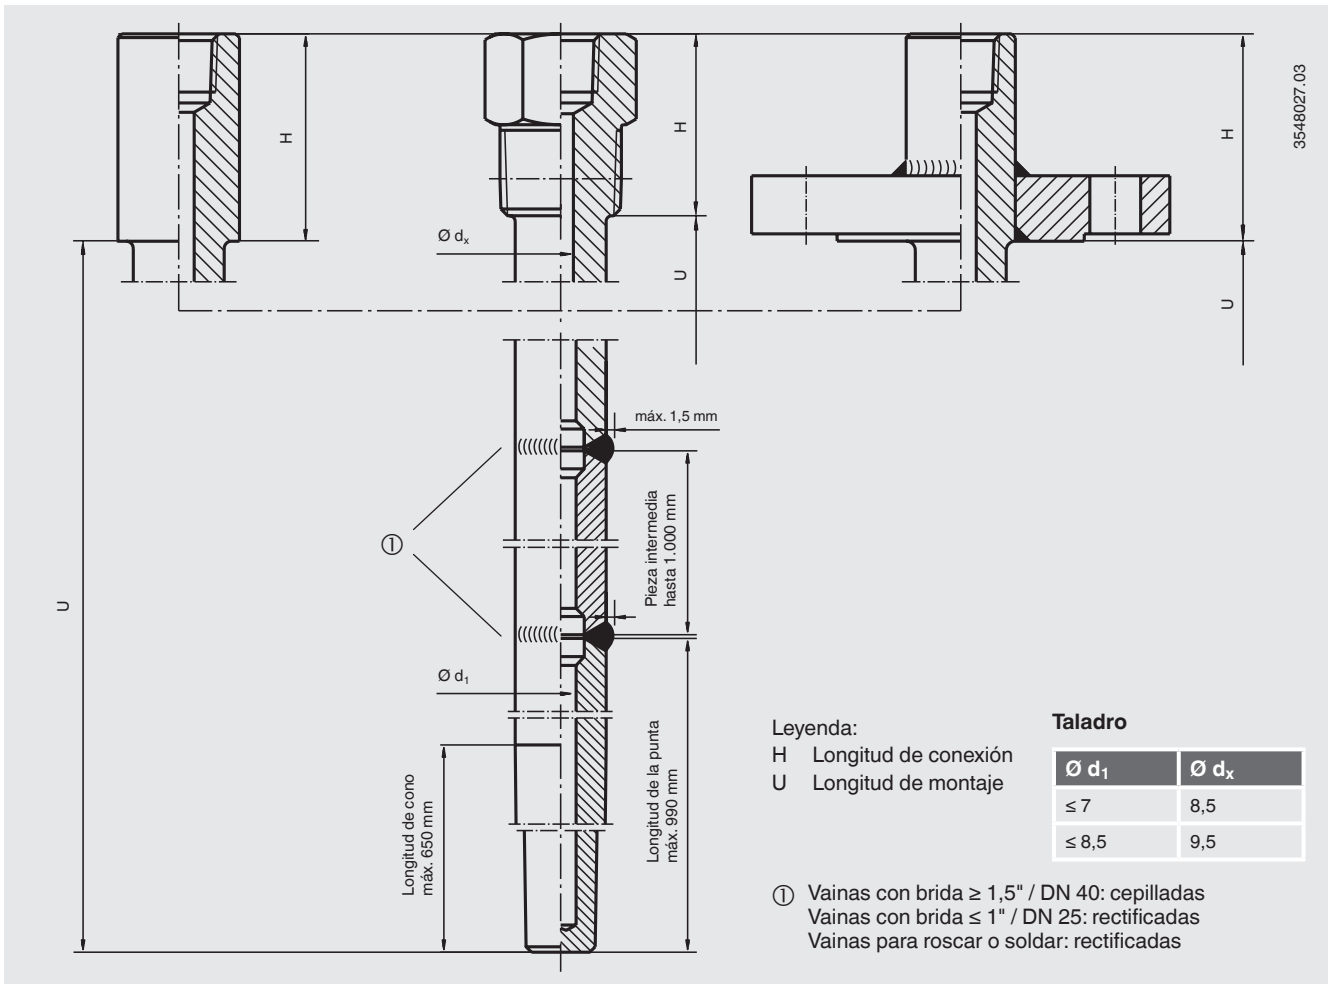 3548027.03
H
H
H
Ø dx
U
U
máx. 1,5 mm
Pieza intermedia
hasta 1.000 mm
①
U
Ø d1
Longitud de la punta
máx. 990 mm
Longitud de cono
máx. 650 mm
Leyenda:
H Longitud de conexión
U Longitud de montaje
Taladro
Ø d1 Ø dx
≤ 7 8,5
≤ 8,5 9,5
① Vainas con brida ≥ 1,5" / DN 40: cepilladas
Vainas con brida ≤ 1" / DN 25: rectificadas
Vainas para roscar o soldar: rectificadas